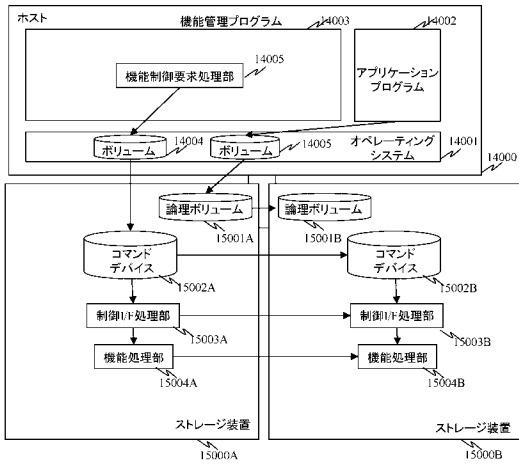 ホスト
機能管理プログラム
14003
14002
機能制御要求処理部
14005
アプリケーション
プログラム
ボリューム
14004
ボリューム
14005
オペレーティング
システム
14001
14000
論理ボリューム
15001A
論理ボリューム
15001B
コマンド
デバイス
15002A
コマンド
デバイス
15002B
制御I/F処理部
15003A
制御I/F処理部
15003B
機能処理部
15004A
機能処理部
15004B
ストレージ装置
15000A
ストレージ装置
15000B